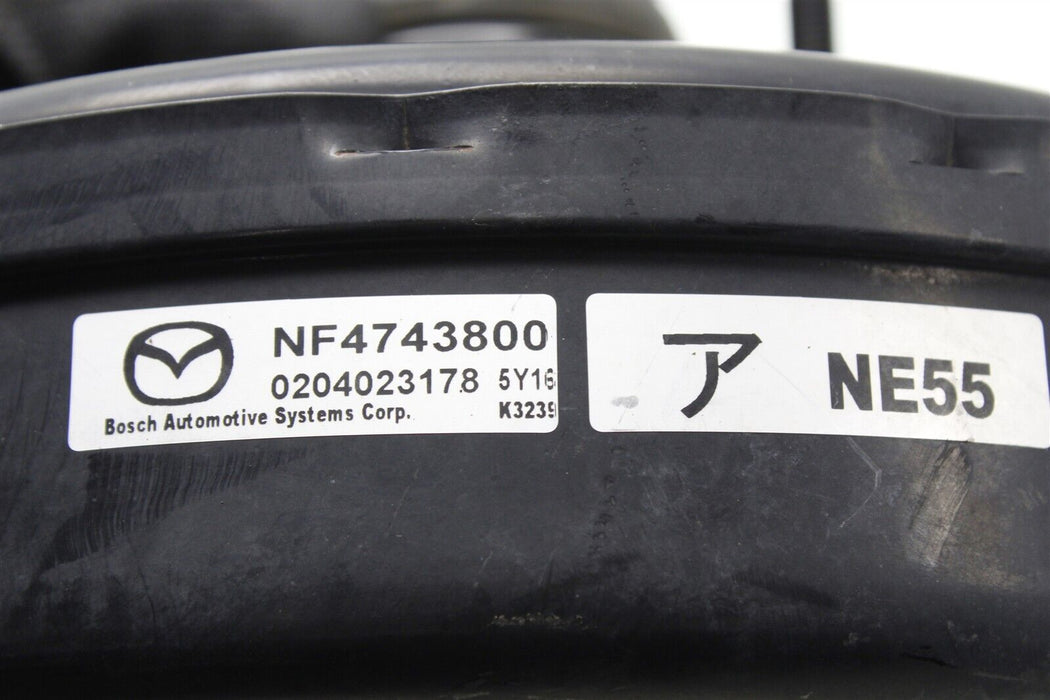 NF4743800
0204023178 5Y16
Bosch Automotive Systems Corp. K3239
ア NE55